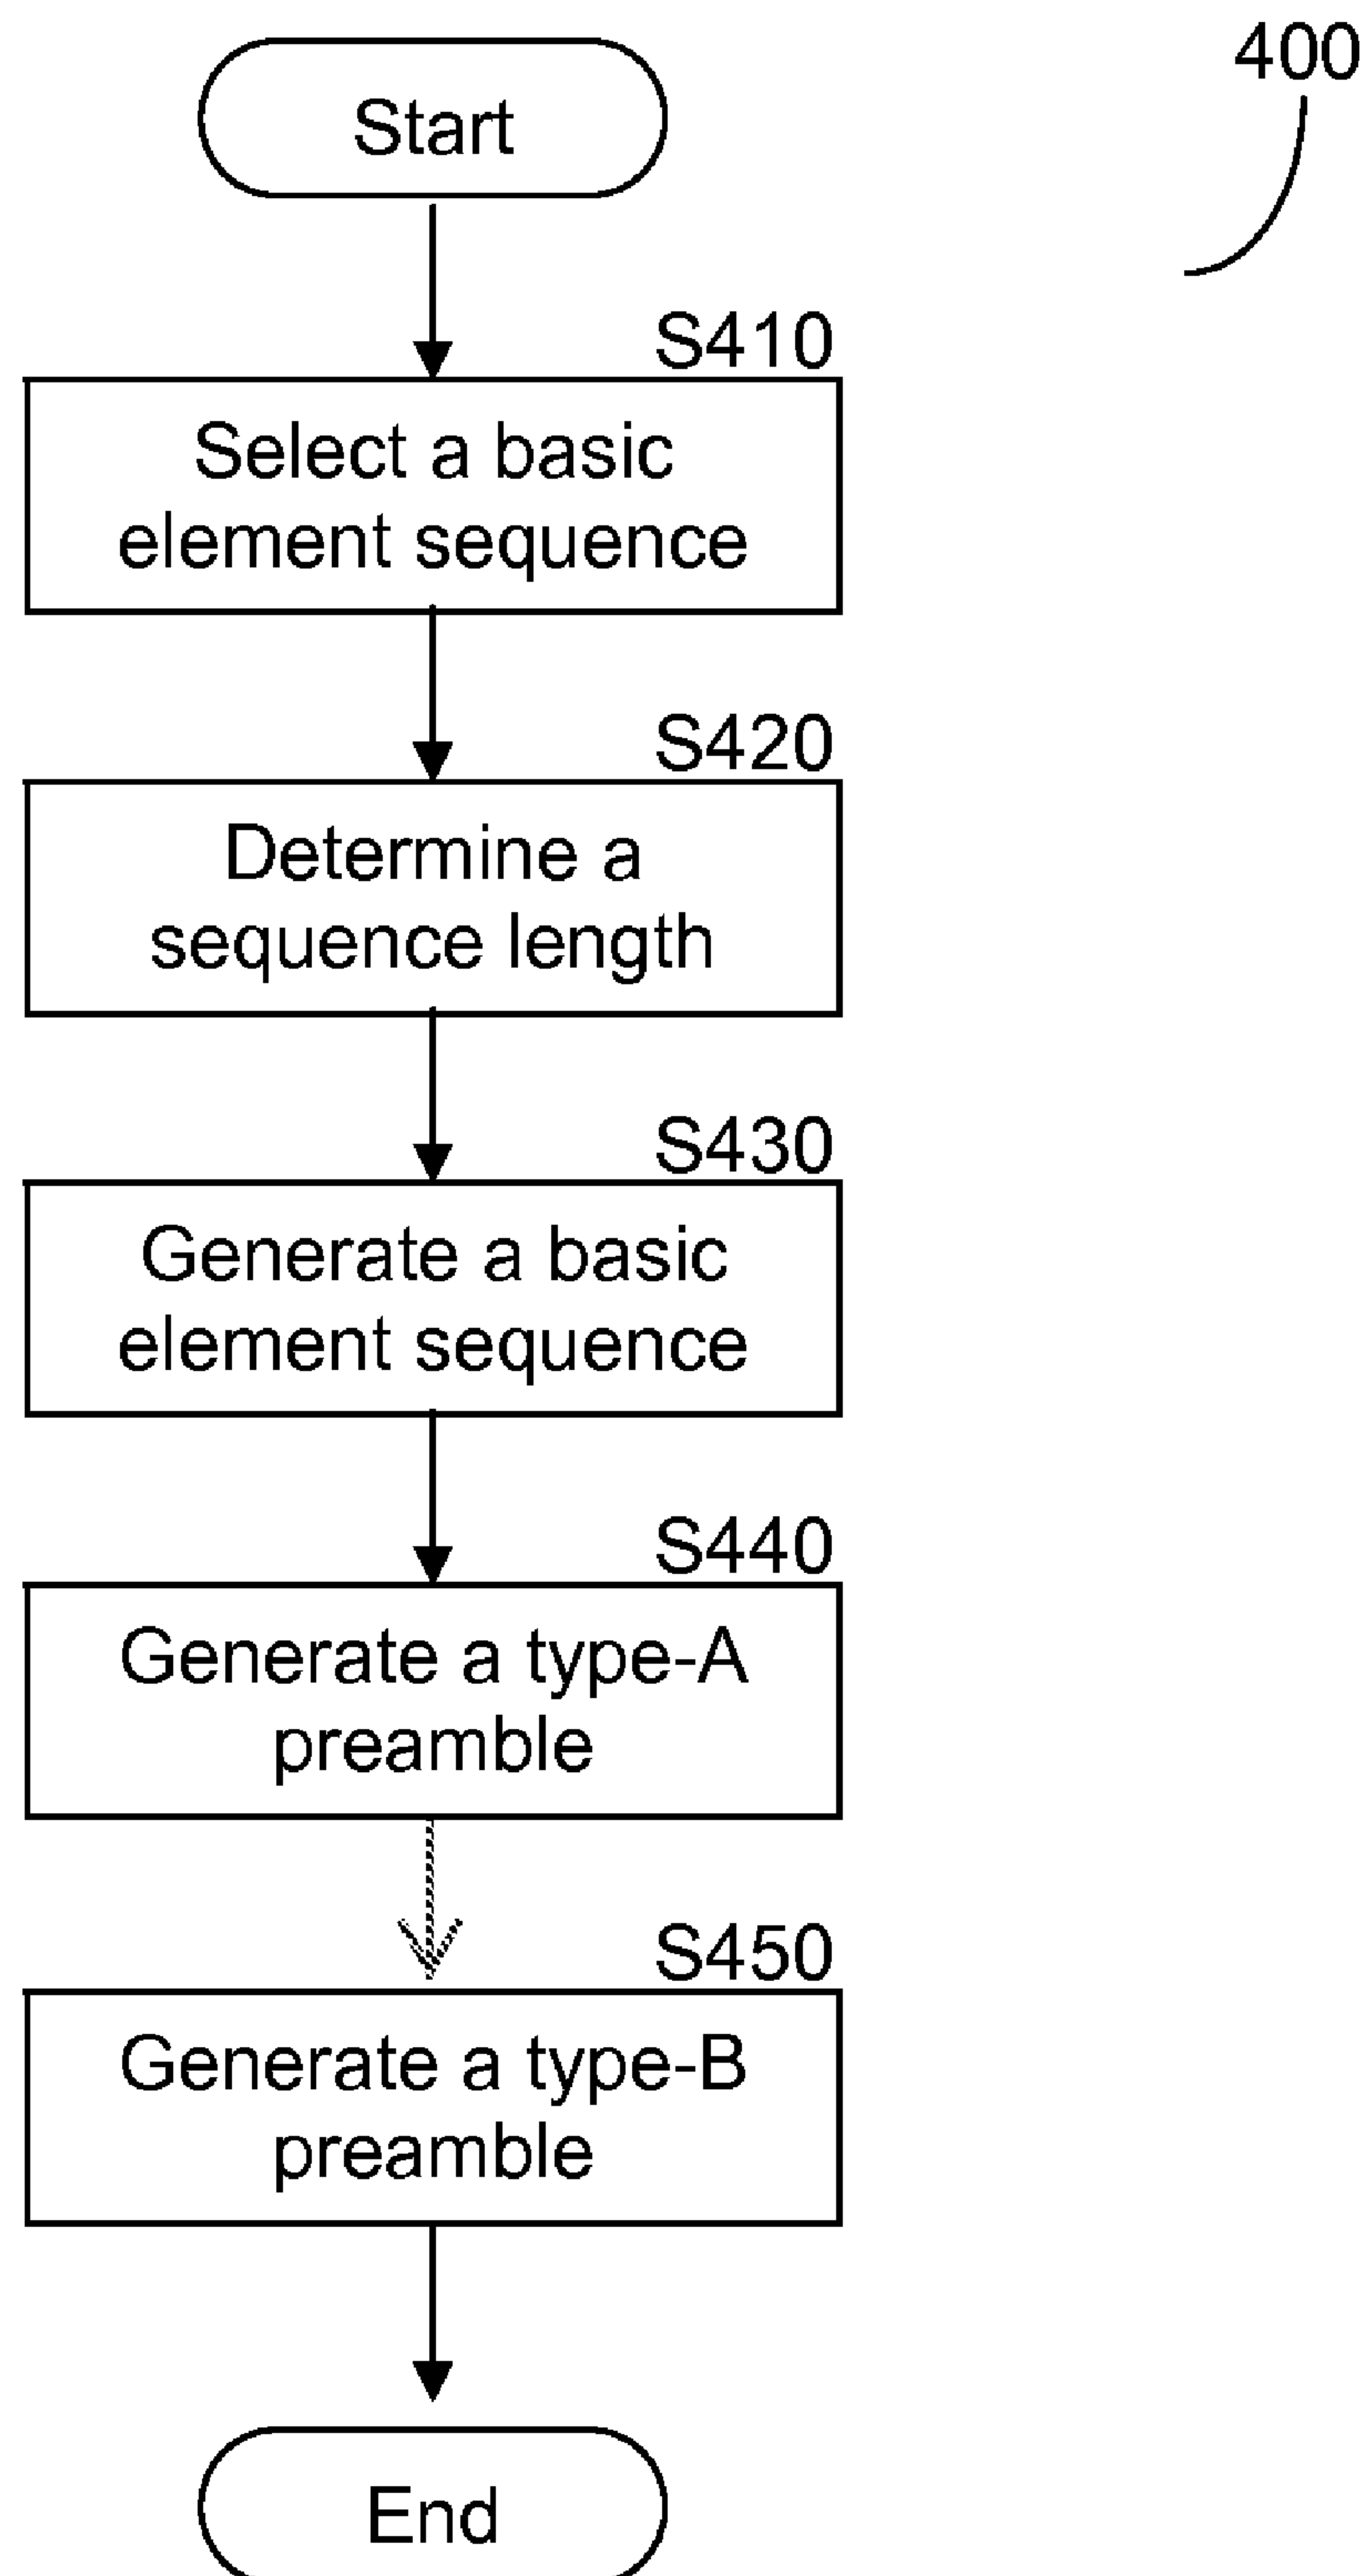 400
Start
S410
Select a basic
element sequence
S420
Determine a
sequence length
S430
Generate a basic
element sequence
S440
Generate a type-A
preamble
S450
Generate a type-B
preamble
End